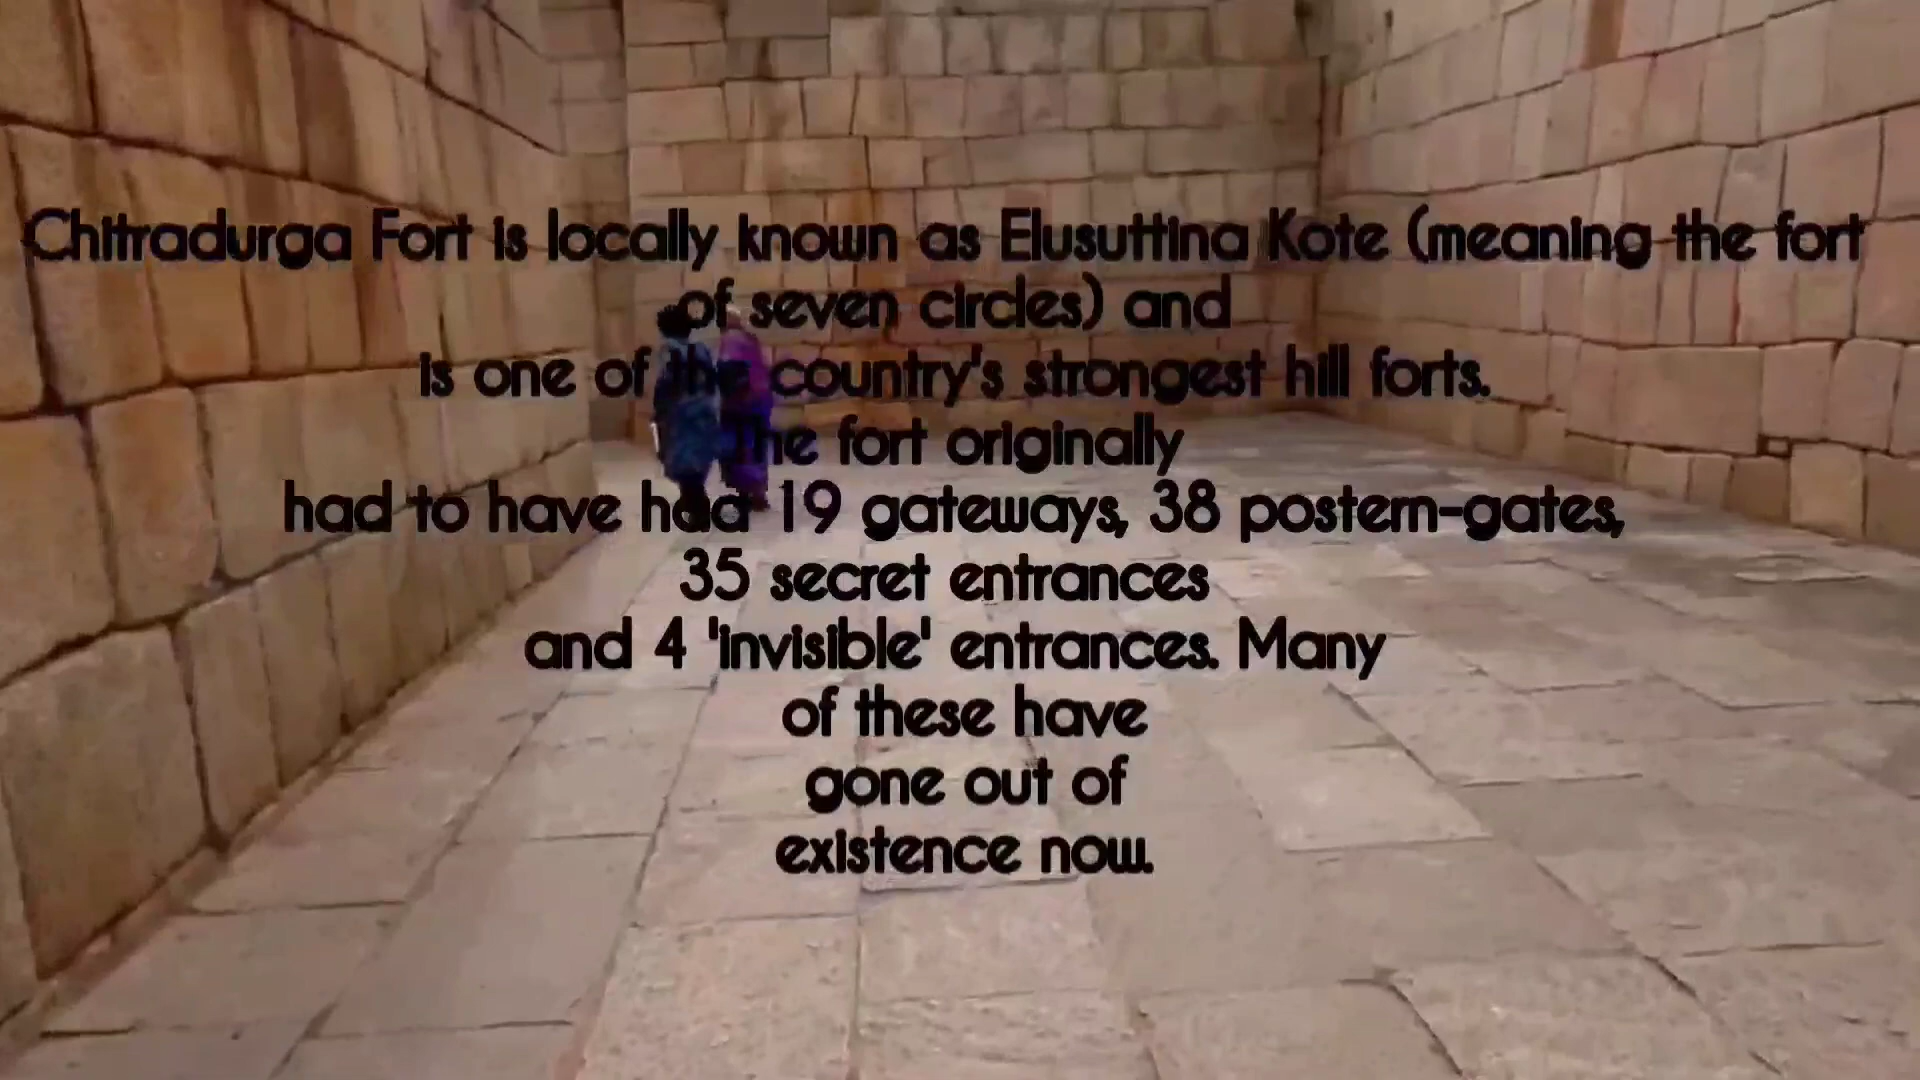 Chitradurga Fort is locally known as Elusuttina Kote (meaning the fort
of seven circles) and
is one of the country's strongest hill forts.
The fort originally
had to have had 19 gateways, 38 postern-gates,
35 secret entrances
and 4 'invisible' entrances. Many
of these have
gone out of
existence now.